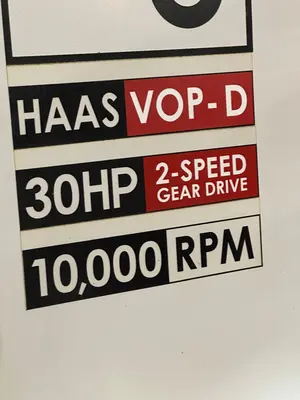 HAAS VOP-D
30HP 2-SPEED
GEAR DRIVE
10,000 RPM